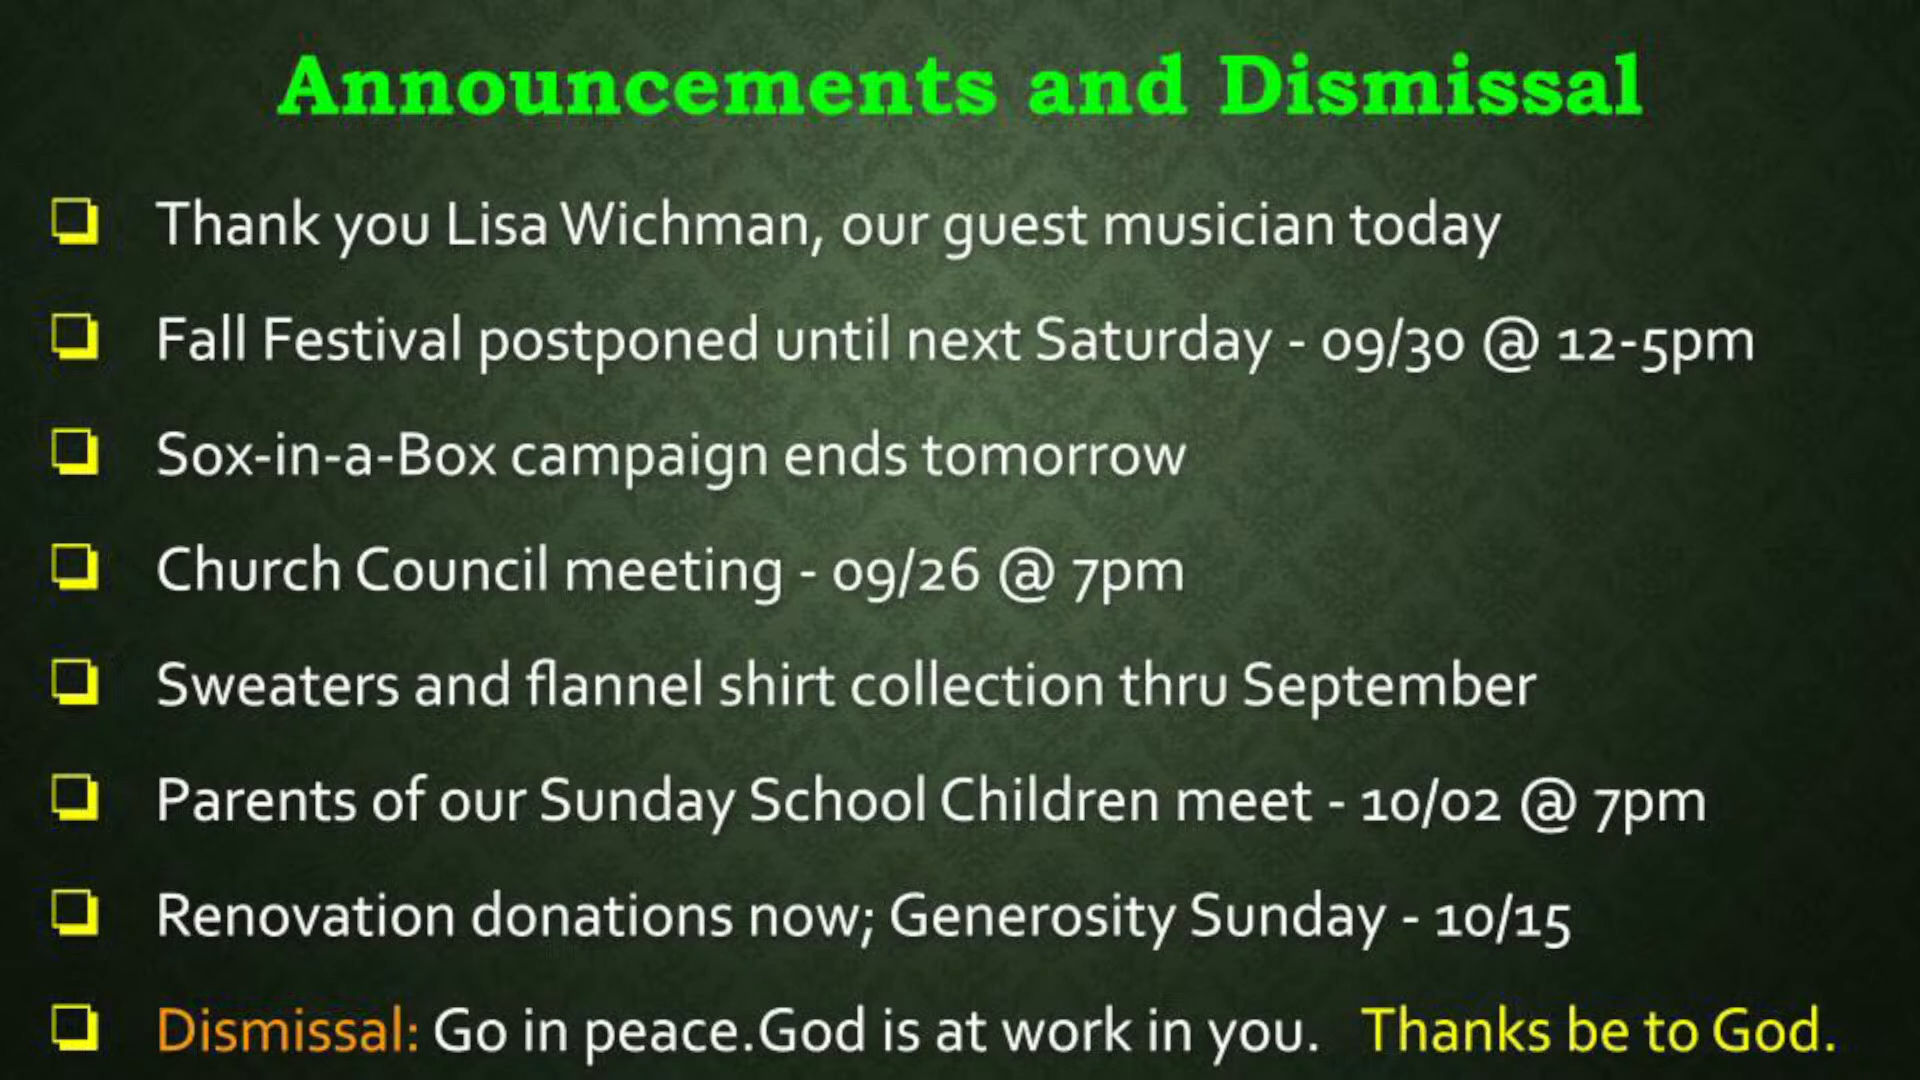 Announcements and Dismissal
Thank you Lisa Wichman, our guest musician today
Fall Festival postponed until next Saturday - 09/30 @ 12-5pm
Sox-in-a-Box campaign ends tomorrow
Church Council meeting - 09/26 @ 7pm
Sweaters and flannel shirt collection thru September
Parents of our Sunday School Children meet - 10/02 @ 7pm
Renovation donations now; Generosity Sunday - 10/15
Dismissal: Go in peace.God is at work in you. Thanks be to God.